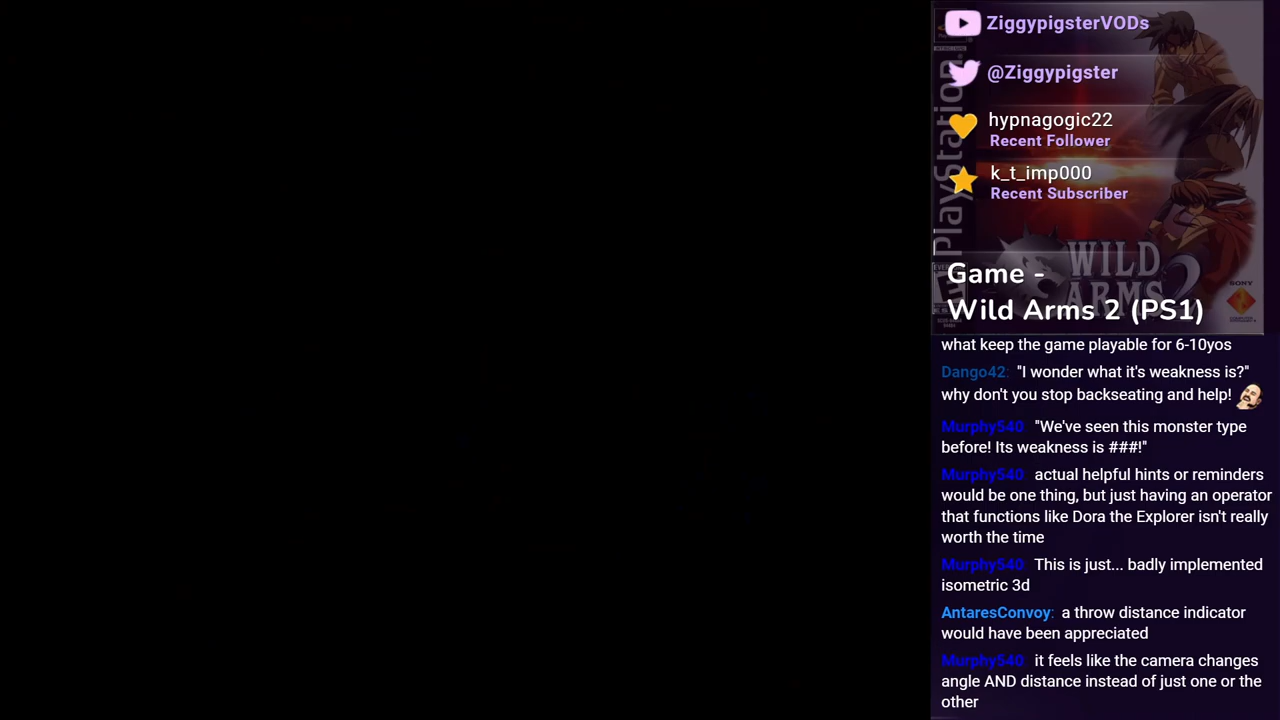 ZiggypigsterVODs
@Ziggypigster
hypnagogic22
Recent Follower
k_t_imp000
Recent Subscriber
PlayStation
WILD
ARMS 2
SONY
Game -
Wild Arms 2 (PS1)
what keep the game playable for 6-10yos
Dango42: "I wonder what it's weakness is?"
why don't you stop backseating and help!
Murphy540 "We've seen this monster type
before! Its weakness is ###!"
Murphy540 actual helpful hints or reminders
would be one thing, but just having an operator
that functions like Dora the Explorer isn't really
worth the time
Murphy540 This is just... badly implemented
isometric 3d
AntaresConvoy: a throw distance indicator
would have been appreciated
Murphy540 it feels like the camera changes
angle AND distance instead of just one or the
other